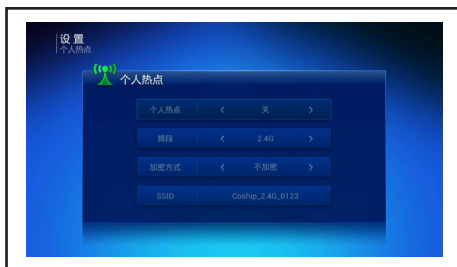 设置
个人热点
个人热点
个人热点 < 关 >
频段 < 2.4G >
加密方式 < 不加密 >
SSID Coship_2.4G_0123